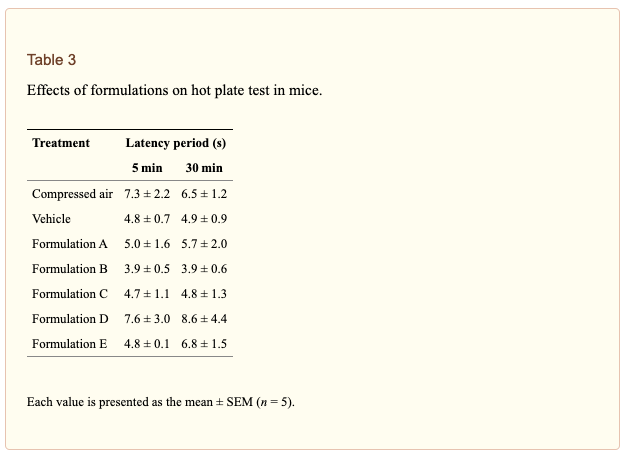 Table 3
Effects of formulations on hot plate test in mice.
Treatment Latency period (s)
5 min 30 min
Compressed air 7.3 ± 2.2 6.5 ± 1.2
Vehicle 4.8 ± 0.7 4.9 ± 0.9
Formulation A 5.0 ± 1.6 5.7 ± 2.0
Formulation B 3.9 ± 0.5 3.9 ± 0.6
Formulation C 4.7 ± 1.1 4.8 ± 1.3
Formulation D 7.6 ± 3.0 8.6 ± 4.4
Formulation E 4.8 ± 0.1 6.8 ± 1.5
Each value is presented as the mean ± SEM (n = 5).